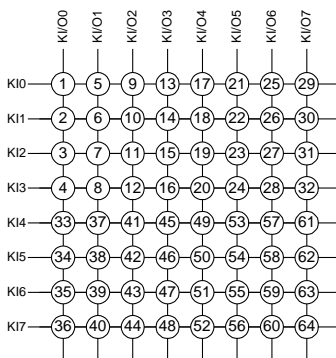 KI/O0 KI/O1 KI/O2 KI/O3 KI/O4 KI/O5 KI/O6 KI/O7
KI0 1 5 9 13 17 21 25 29
KI1 2 6 10 14 18 22 26 30
KI2 3 7 11 15 19 23 27 31
KI3 4 8 12 16 20 24 28 32
KI4 33 37 41 45 49 53 57 61
KI5 34 38 42 46 50 54 58 62
KI6 35 39 43 47 51 55 59 63
KI7 36 40 44 48 52 56 60 64